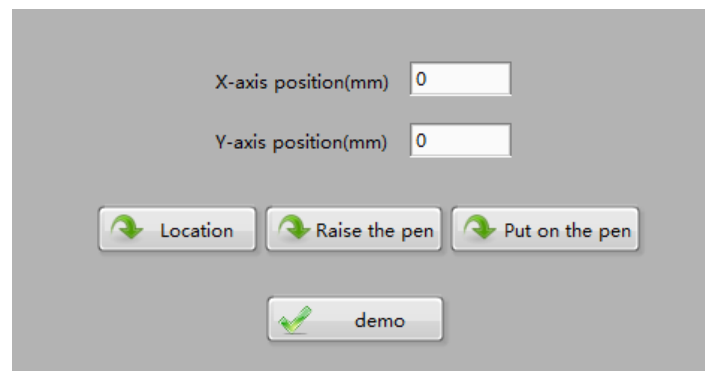 X-axis position(mm) 0
Y-axis position(mm) 0
Location Raise the pen Put on the pen
demo